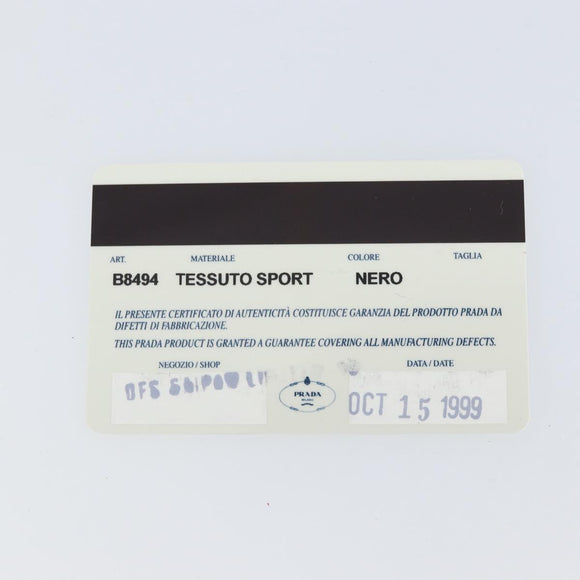 ART. MATERIALE COLORE TAGLIA
B8494 TESSUTO SPORT NERO
IL PRESENTE CERTIFICATO DI AUTENTICITÀ COSTITUISCE GARANZIA DEL PRODOTTO PRADA DA
DIFETTI DI FABBRICAZIONE.
THIS PRADA PRODUCT IS GRANTED A GUARANTEE COVERING ALL MANUFACTURING DEFECTS.
NEGOZIO / SHOP DATA / DATE
DFS
PRADA
MILANO
OCT 15 1999